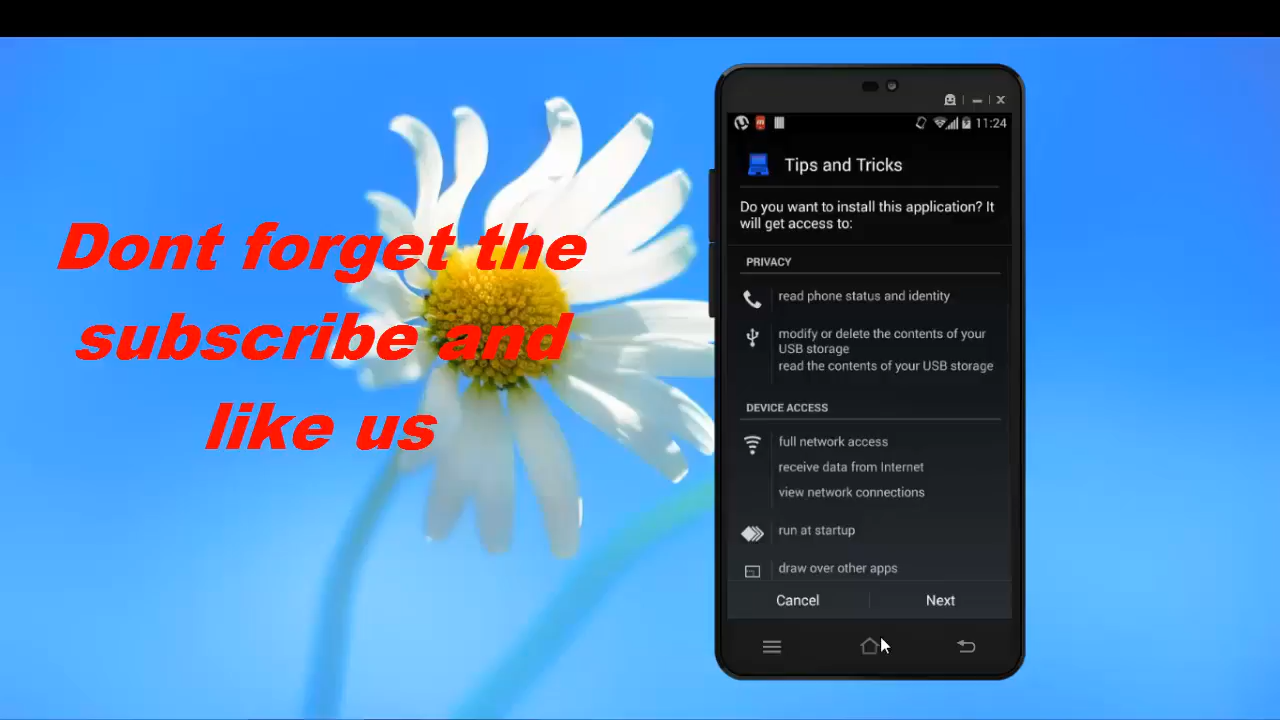 Dont forget the
subscribe and
like us
11:24
Tips and Tricks
Do you want to install this application? It
will get access to:
PRIVACY
read phone status and identity
modify or delete the contents of your
USB storage
read the contents of your USB storage
DEVICE ACCESS
full network access
receive data from Internet
view network connections
run at startup
draw over other apps
Cancel
Next